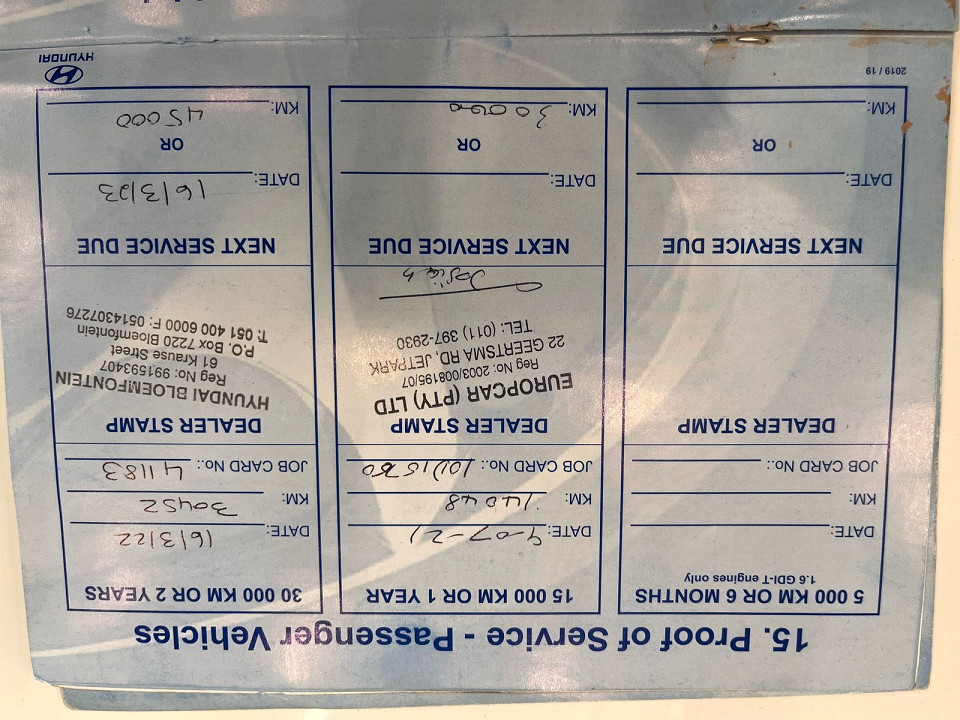 15. Proof of Service - Passenger Vehicles
5 000 KM OR 6 MONTHS
1.6 GDI-T engines only
DATE:
KM:
JOB CARD No.:
DEALER STAMP
NEXT SERVICE DUE
DATE:
OR
KM:
15 000 KM OR 1 YEAR
DATE: 9-07-21
KM: 14048
JOB CARD No.:
DEALER STAMP
EUROPCAR (PTY) LTD
Reg No: 2003/008195/07
22 GEERTSMA RD, JETPARK
TEL: (011) 397-2930
NEXT SERVICE DUE
DATE:
OR
KM: 30000
30 000 KM OR 2 YEARS
DATE: 16/3/22
KM: 30452
JOB CARD No.: 41183
DEALER STAMP
HYUNDAI BLOEMFONTEIN
Reg No: 991593407
61 Krause Street
P.O. Box 7220 Bloemfontein
T: 051 400 6000 F: 0514307276
NEXT SERVICE DUE
DATE: 16/3/23
OR
KM: 45000
2019 / 19
HYUNDAI